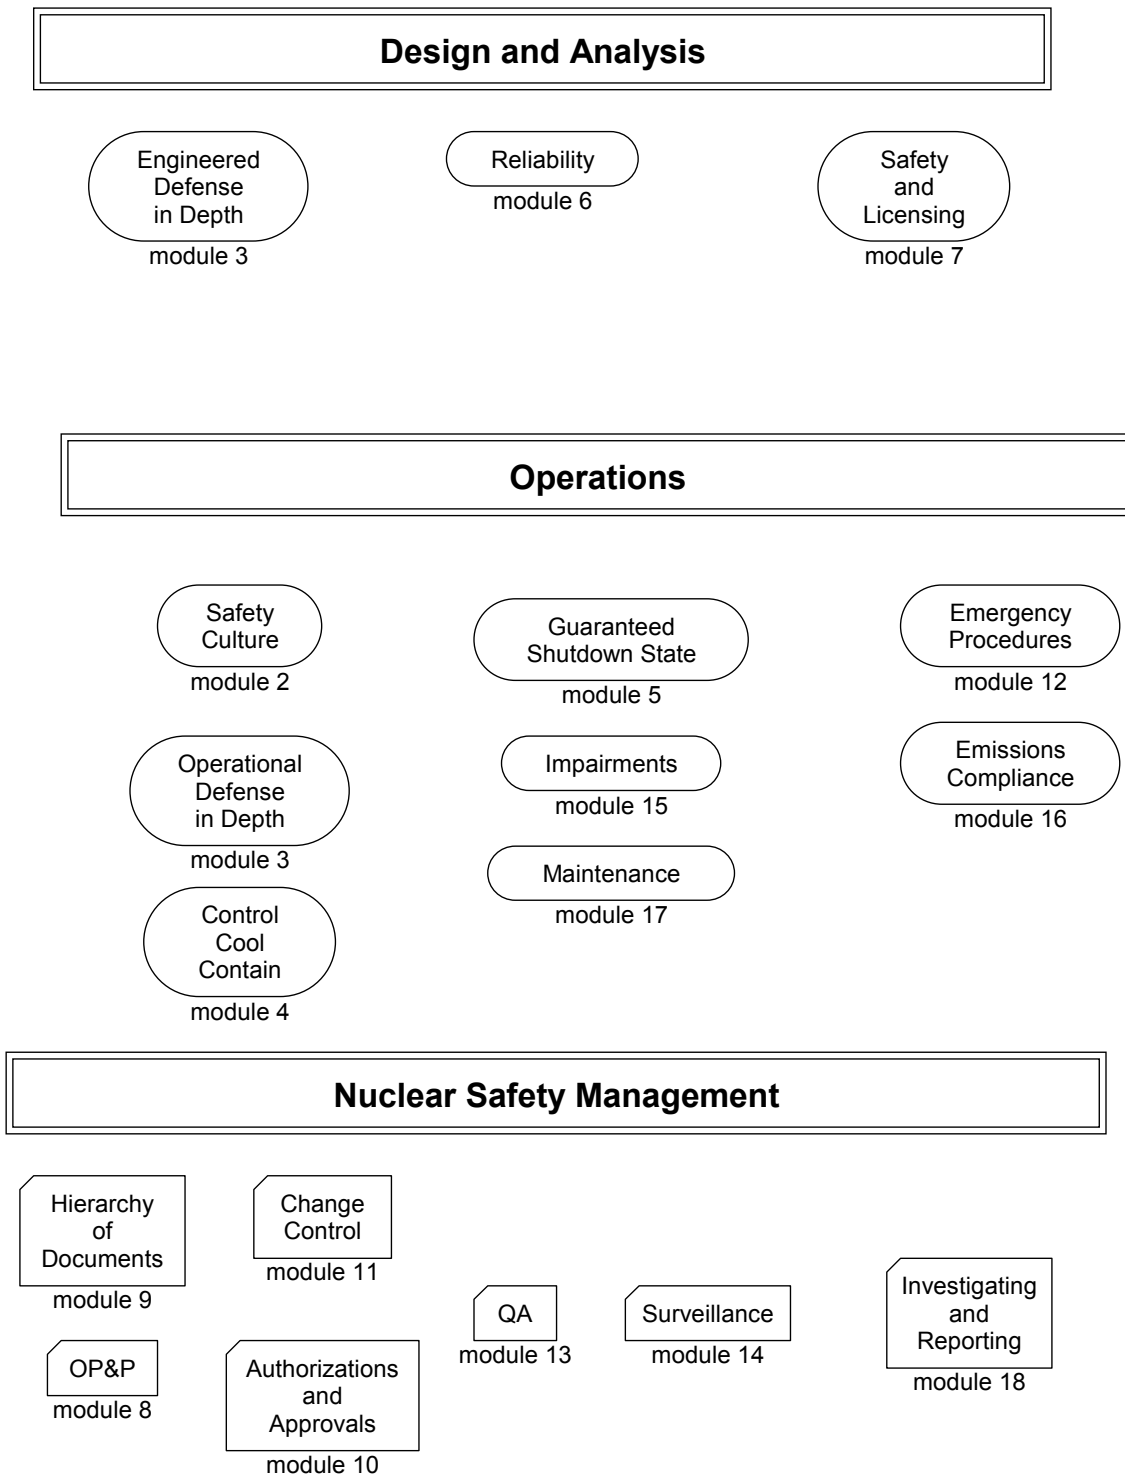 Design and Analysis
Engineered
Defense
in Depth
module 3
Reliability
module 6
Safety
and
Licensing
module 7
Operations
Safety
Culture
module 2
Operational
Defense
in Depth
module 3
Control
Cool
Contain
module 4
Guaranteed
Shutdown State
module 5
Impairments
module 15
Maintenance
module 17
Emergency
Procedures
module 12
Emissions
Compliance
module 16
Nuclear Safety Management
Hierarchy
of
Documents
module 9
OP&P
module 8
Change
Control
module 11
Authorizations
and
Approvals
module 10
QA
module 13
Surveillance
module 14
Investigating
and
Reporting
module 18